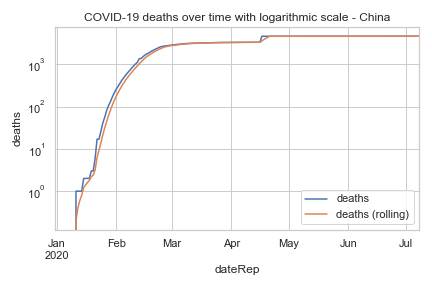 COVID-19 deaths over time with logarithmic scale - China
deaths
10³
10²
10¹
10⁰
deaths
deaths (rolling)
Jan Feb Mar Apr May Jun Jul
2020
dateRep